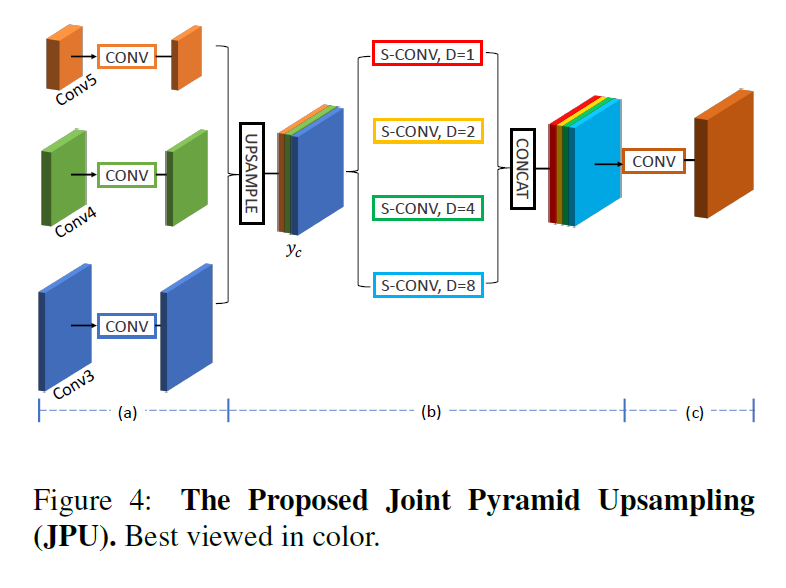 CONV
Conv5
CONV
Conv4
CONV
Conv3
UPSAMPLE
y_c
S-CONV, D=1
S-CONV, D=2
S-CONV, D=4
S-CONV, D=8
CONCAT
CONV
(a)
(b)
(c)
Figure 4: The Proposed Joint Pyramid Upsampling
(JPU). Best viewed in color.